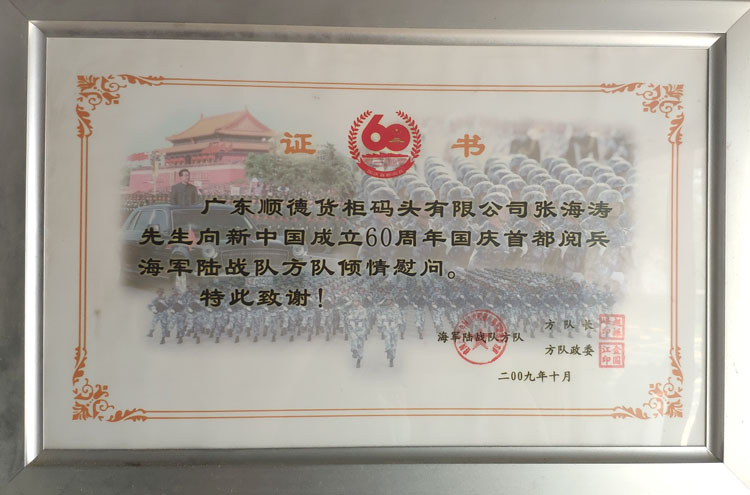 证 60 书
广东顺德货柜码头有限公司张海涛
先生向新中国成立60周年国庆首都阅兵
海军陆战队方队倾情慰问。
特此致谢！
海军陆战队方队
方队长
方队政委
二00九年十月